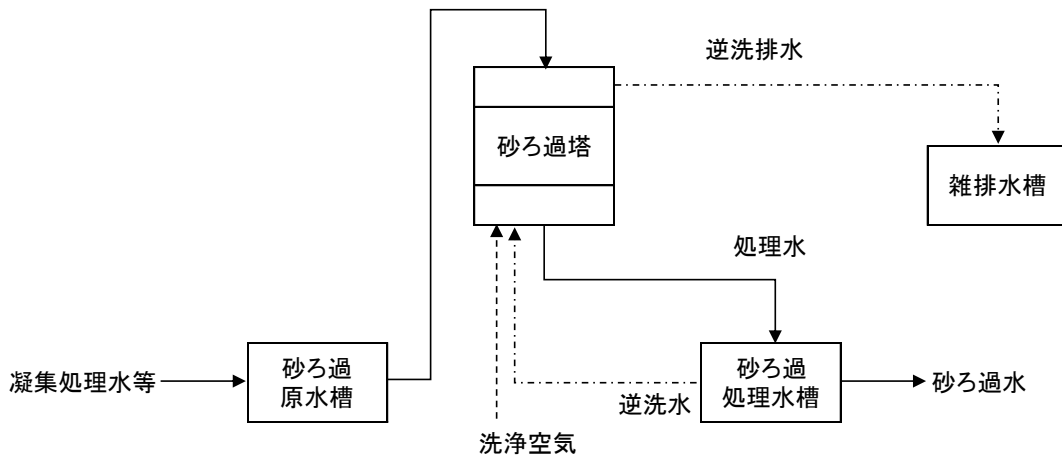 逆洗排水
砂ろ過塔
雑排水槽
処理水
凝集処理水等
砂ろ過
原水槽
逆洗水
砂ろ過
処理水槽
砂ろ過水
洗浄空気